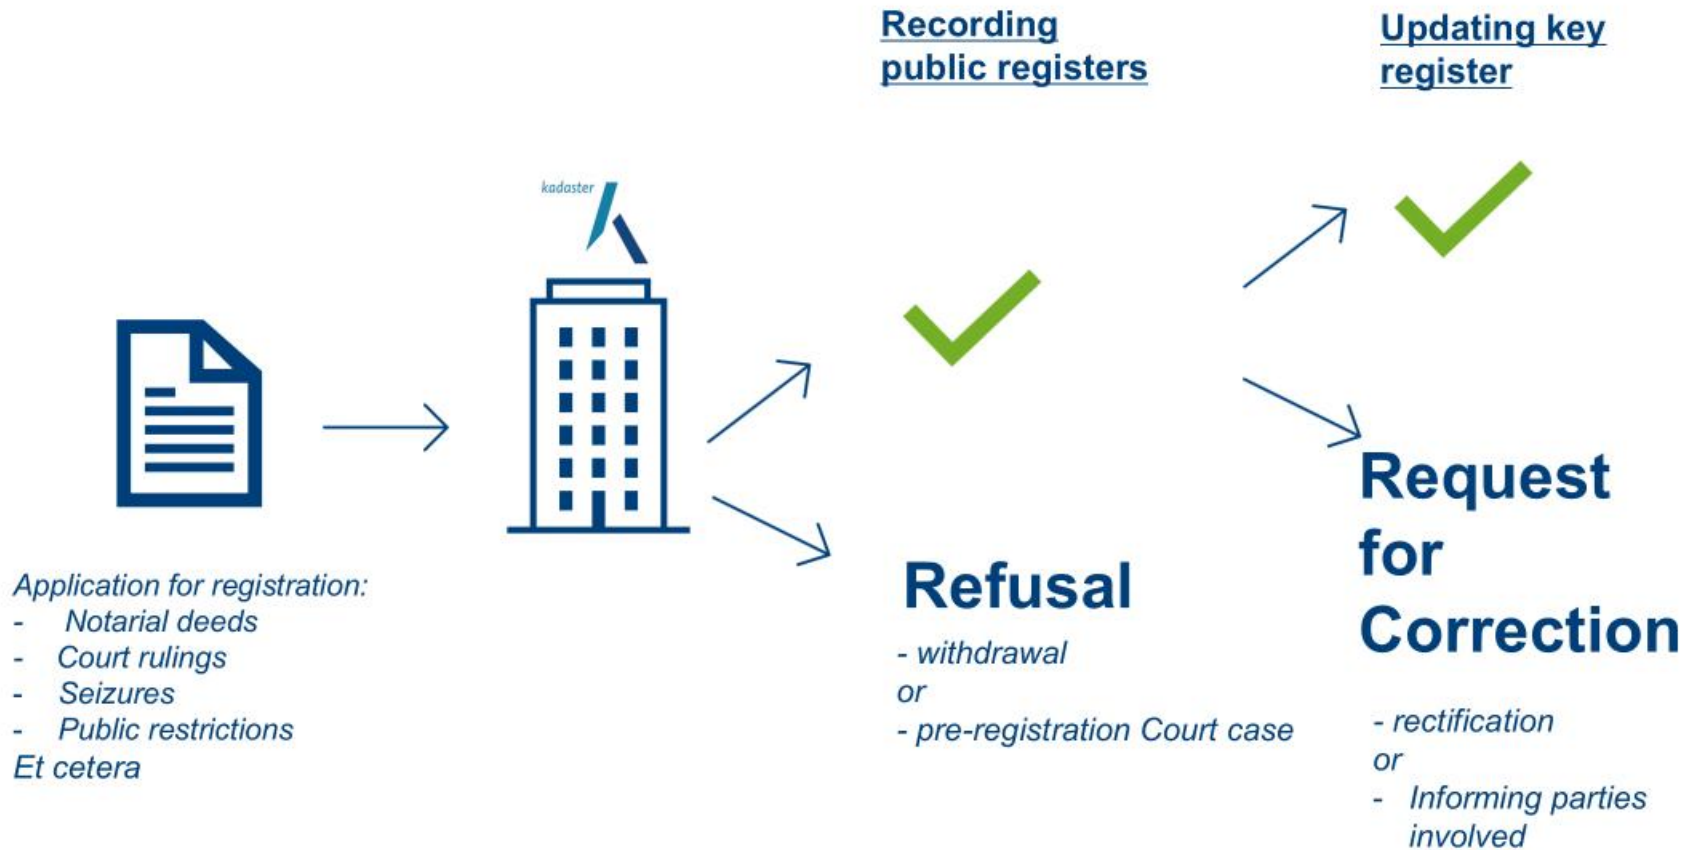 Recording
public registers
Updating key
register
kadaster
Application for registration:
- Notarial deeds
- Court rulings
- Seizures
- Public restrictions
Et cetera
Refusal
- withdrawal
or
- pre-registration Court case
Request
for
Correction
- rectification
or
- Informing parties
involved